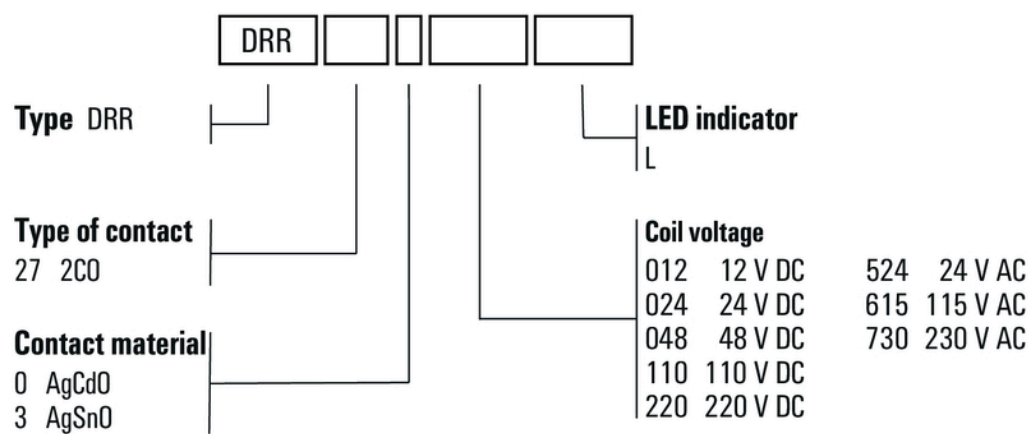 DRR
Type DRR
LED indicator
L
Type of contact
27 2CO
Contact material
0 AgCdO
3 AgSnO
Coil voltage
012 12 V DC 524 24 V AC
024 24 V DC 615 115 V AC
048 48 V DC 730 230 V AC
110 110 V DC
220 220 V DC